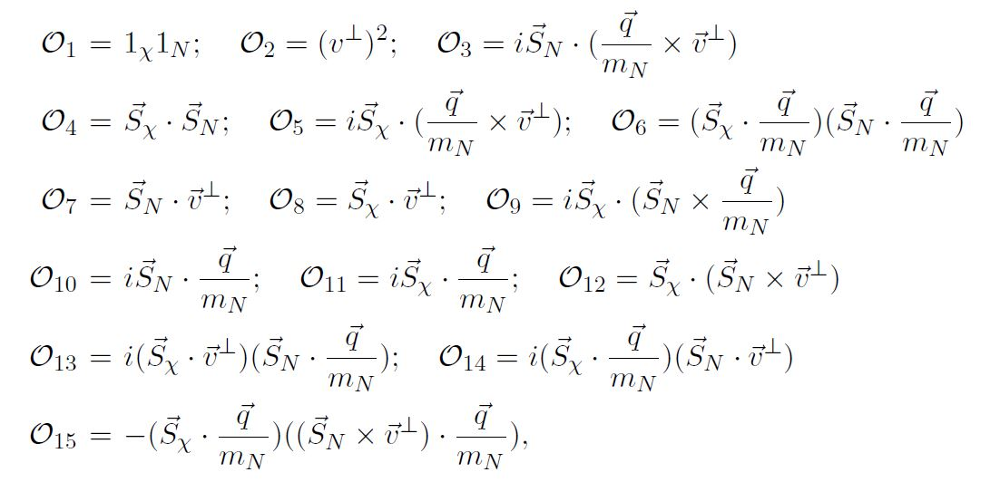 𝒪₁ = 1_χ 1_N;  𝒪₂ = (v^⊥)²;  𝒪₃ = iS⃗_N · (q⃗/m_N × v⃗^⊥)
𝒪₄ = S⃗_χ · S⃗_N;  𝒪₅ = iS⃗_χ · (q⃗/m_N × v⃗^⊥);  𝒪₆ = (S⃗_χ · q⃗/m_N)(S⃗_N · q⃗/m_N)
𝒪₇ = S⃗_N · v⃗^⊥;  𝒪₈ = S⃗_χ · v⃗^⊥;  𝒪₉ = iS⃗_χ · (S⃗_N × q⃗/m_N)
𝒪₁₀ = iS⃗_N · q⃗/m_N;  𝒪₁₁ = iS⃗_χ · q⃗/m_N;  𝒪₁₂ = S⃗_χ · (S⃗_N × v⃗^⊥)
𝒪₁₃ = i(S⃗_χ · v⃗^⊥)(S⃗_N · q⃗/m_N);  𝒪₁₄ = i(S⃗_χ · q⃗/m_N)(S⃗_N · v⃗^⊥)
𝒪₁₅ = −(S⃗_χ · q⃗/m_N)((S⃗_N × v⃗^⊥) · q⃗/m_N),